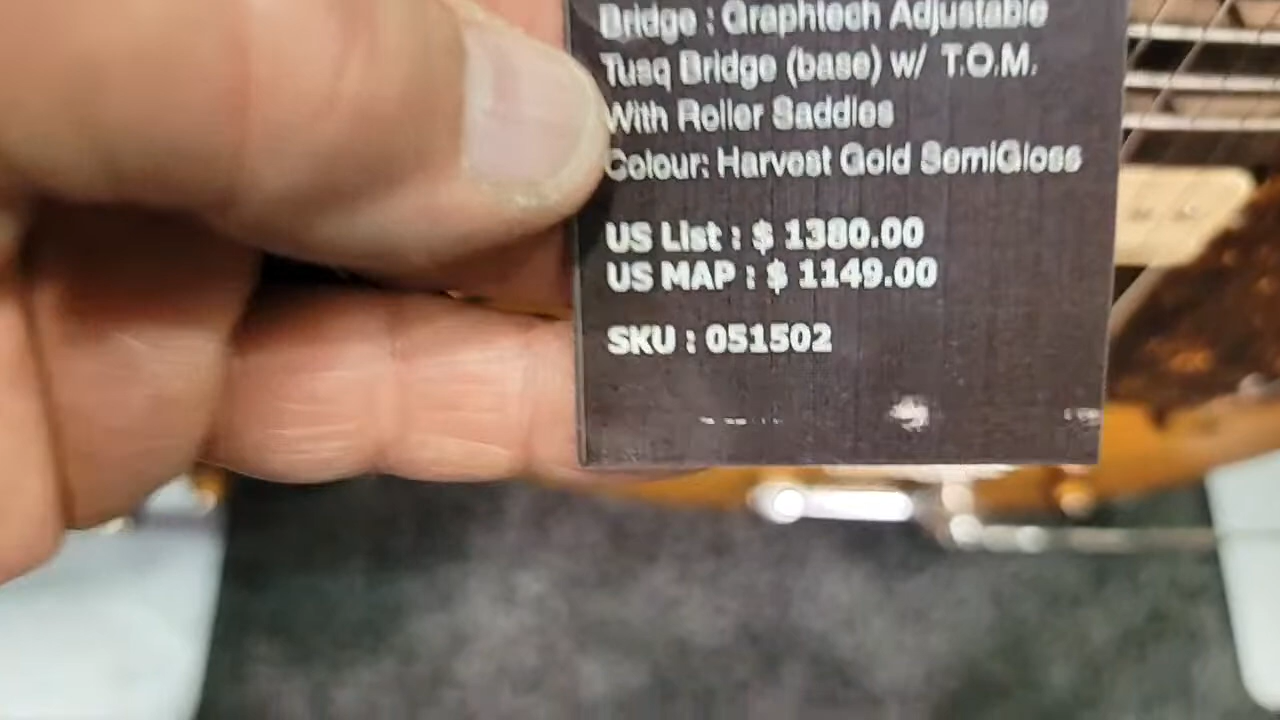 Bridge : Graphtech Adjustable
Tusq Bridge (base) w/ T.O.M.
With Roller Saddles
Colour: Harvest Gold SemiGloss
US List : $ 1380.00
US MAP : $ 1149.00
SKU : 051502